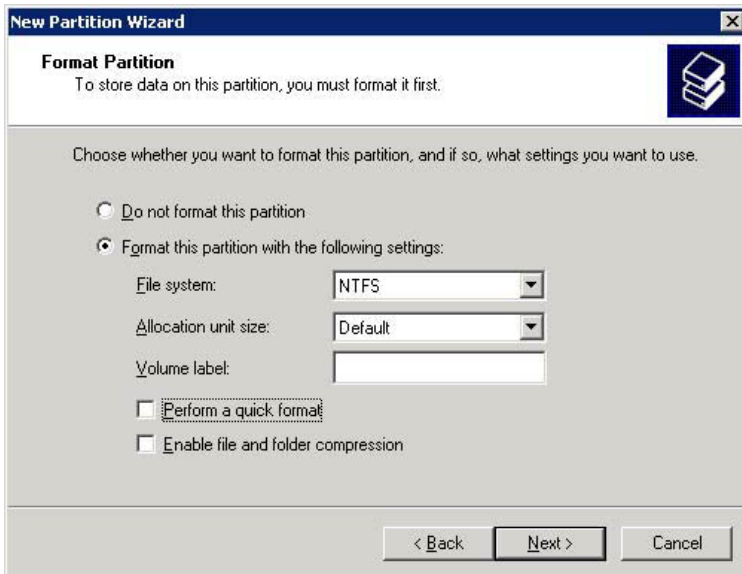 New Partition Wizard
Format Partition
To store data on this partition, you must format it first.
Choose whether you want to format this partition, and if so, what settings you want to use.
Do not format this partition
Format this partition with the following settings:
File system: NTFS
Allocation unit size: Default
Volume label:
Perform a quick format
Enable file and folder compression
< Back Next > Cancel